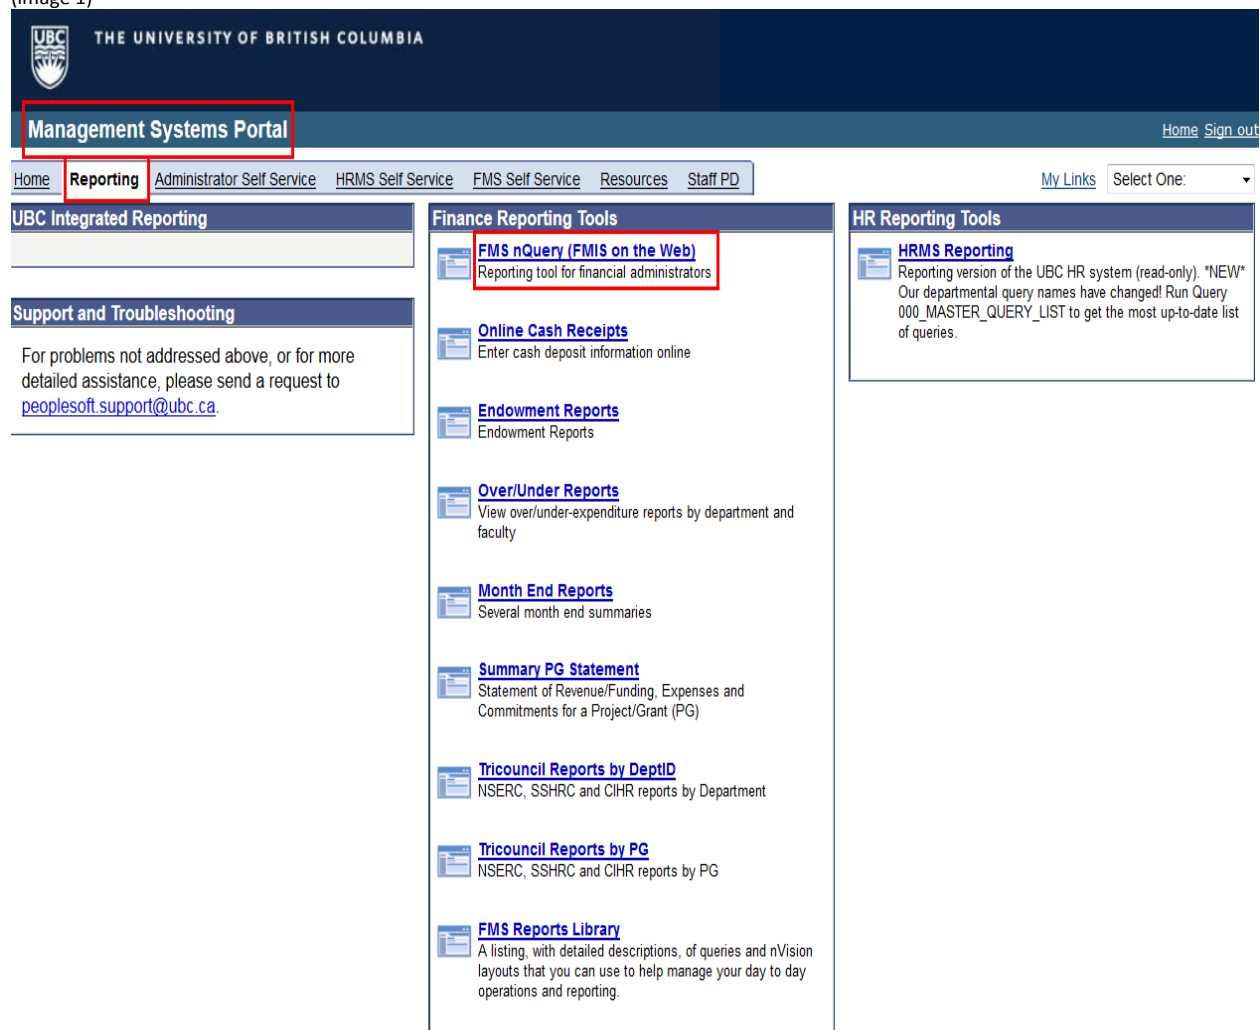 (Image 1)
UBC
THE UNIVERSITY OF BRITISH COLUMBIA
Management Systems Portal
Home Sign out
Home Reporting Administrator Self Service HRMS Self Service FMS Self Service Resources Staff PD
My Links Select One:
UBC Integrated Reporting
Support and Troubleshooting
For problems not addressed above, or for more
detailed assistance, please send a request to
peoplesoft.support@ubc.ca.
Finance Reporting Tools
FMS nQuery (FMIS on the Web)
Reporting tool for financial administrators
Online Cash Receipts
Enter cash deposit information online
Endowment Reports
Endowment Reports
Over/Under Reports
View over/under-expenditure reports by department and
faculty
Month End Reports
Several month end summaries
Summary PG Statement
Statement of Revenue/Funding, Expenses and
Commitments for a Project/Grant (PG)
Tricouncil Reports by DeptID
NSERC, SSHRC and CIHR reports by Department
Tricouncil Reports by PG
NSERC, SSHRC and CIHR reports by PG
FMS Reports Library
A listing, with detailed descriptions, of queries and nVision
layouts that you can use to help manage your day to day
operations and reporting.
HR Reporting Tools
HRMS Reporting
Reporting version of the UBC HR system (read-only). *NEW*
Our departmental query names have changed! Run Query
000_MASTER_QUERY_LIST to get the most up-to-date list
of queries.